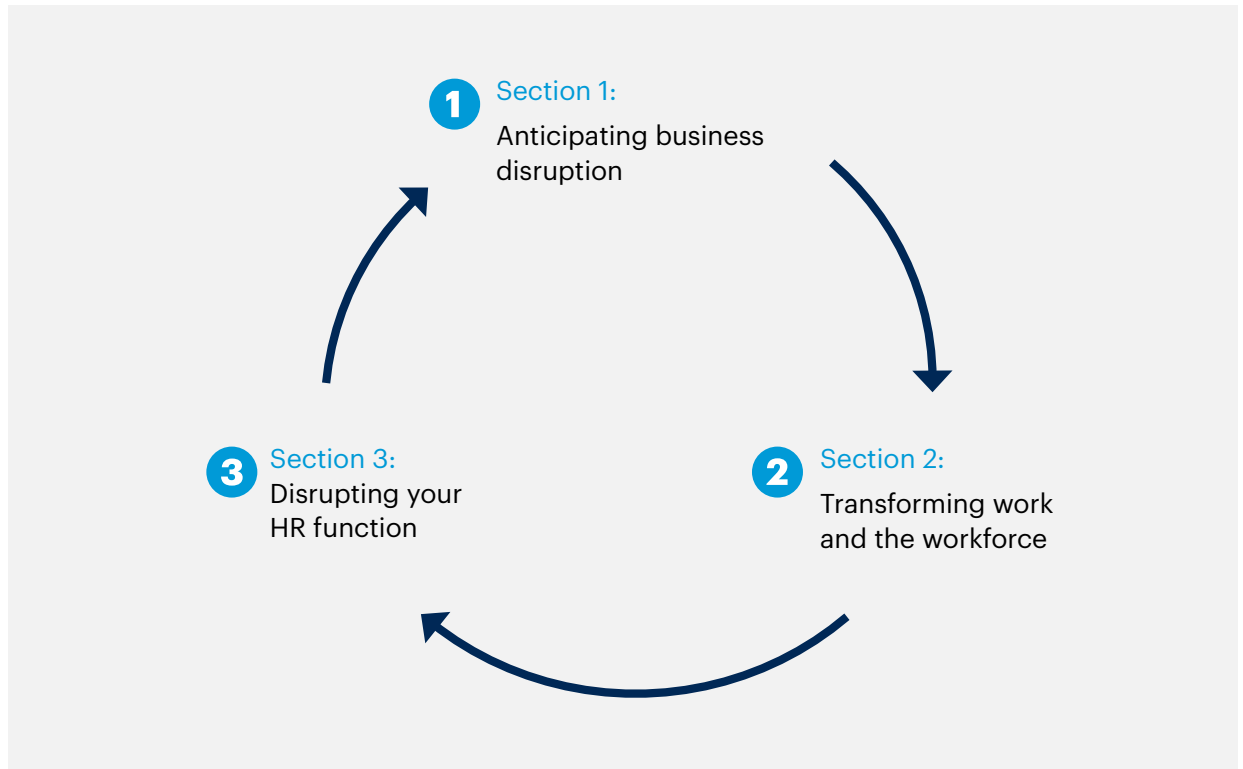 1
Section 1:
Anticipating business
disruption
2
Section 2:
Transforming work
and the workforce
3
Section 3:
Disrupting your
HR function